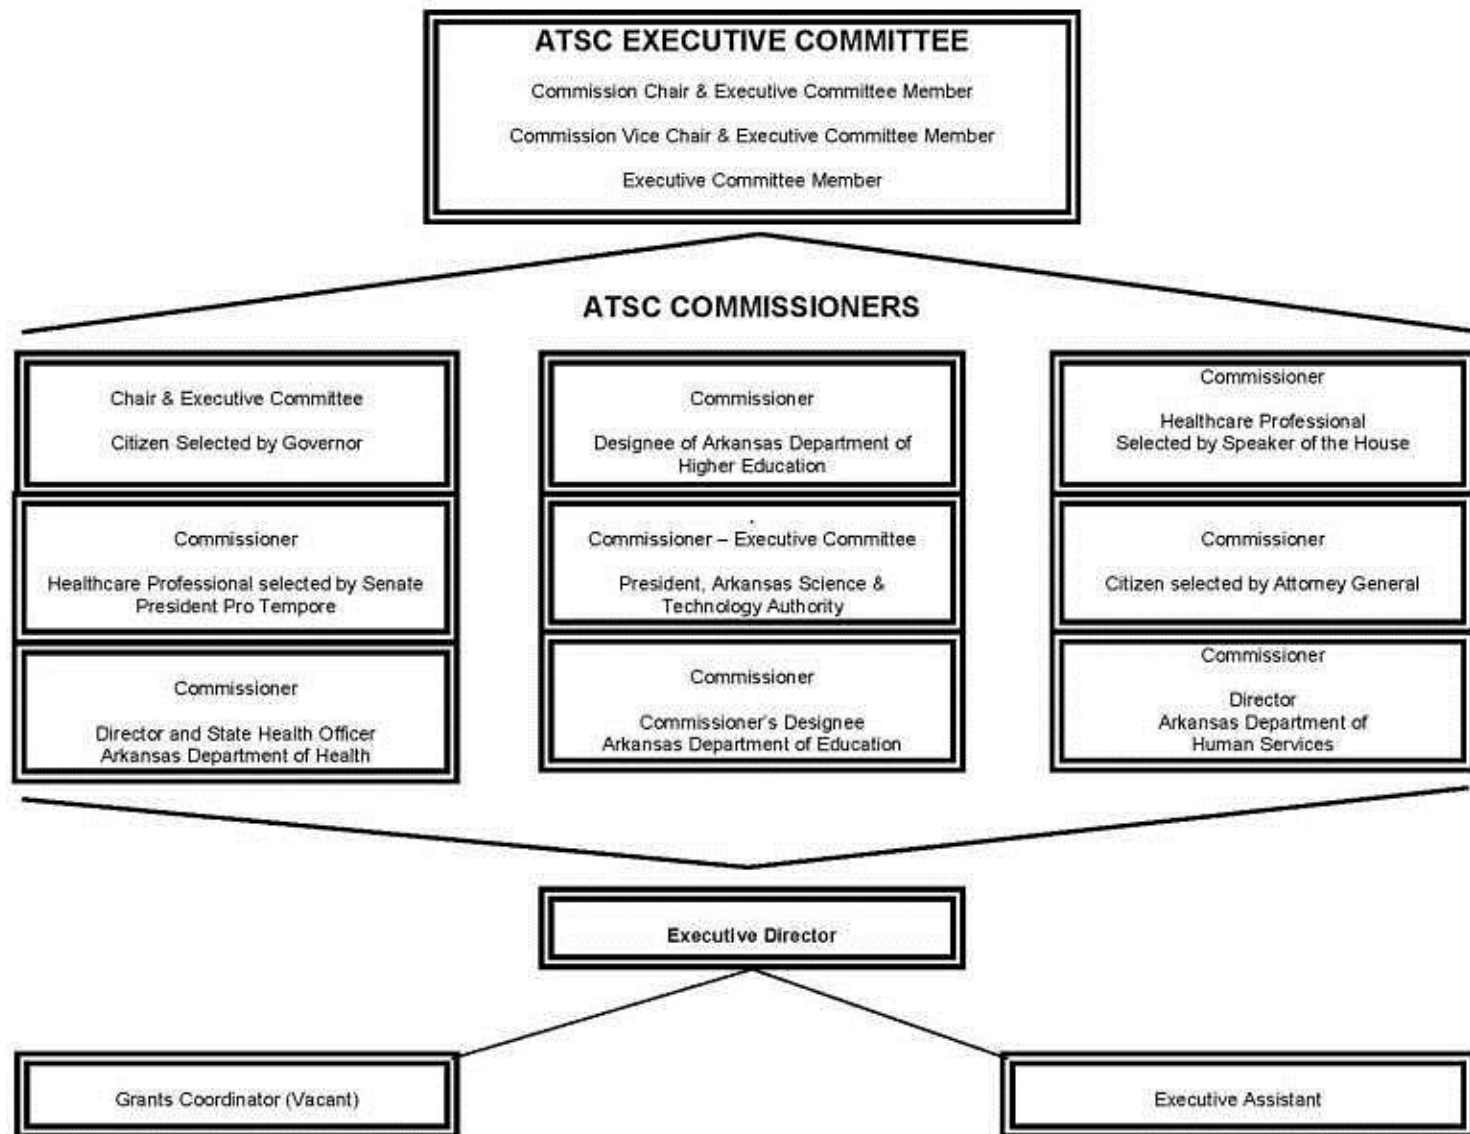 ATSC EXECUTIVE COMMITTEE
Commission Chair & Executive Committee Member
Commission Vice Chair & Executive Committee Member
Executive Committee Member
ATSC COMMISSIONERS
Chair & Executive Committee
Citizen Selected by Governor
Commissioner
Healthcare Professional selected by Senate
President Pro Tempore
Commissioner
Director and State Health Officer
Arkansas Department of Health
Commissioner
Designee of Arkansas Department of
Higher Education
Commissioner – Executive Committee
President, Arkansas Science &
Technology Authority
Commissioner
Commissioner's Designee
Arkansas Department of Education
Commissioner
Healthcare Professional
Selected by Speaker of the House
Commissioner
Citizen selected by Attorney General
Commissioner
Director
Arkansas Department of
Human Services
Executive Director
Grants Coordinator (Vacant)
Executive Assistant